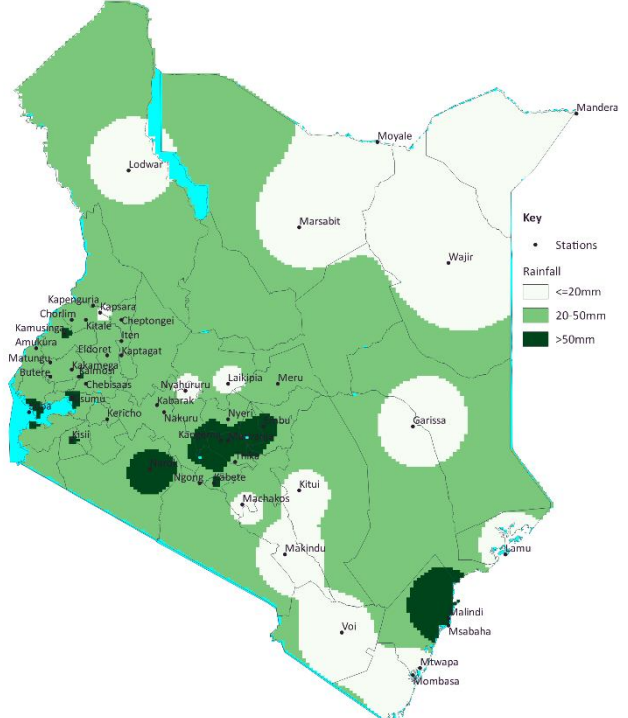 Mandera
Moyale
Lodwar
Marsabit
Wajir
Key
Stations
Rainfall
<=20mm
20-50mm
>50mm
Kapenguria
Kapsara
Chorlim
Kitale
Cheptongei
Kamusinga
Amukura
Iten
Matungu
Eldoret
Kaptagat
Kakamega
Butere
Chebisaas
Nyahururu
Laikipia
Meru
Kabarak
Kericho
Nakuru
Nyeri
Garissa
Kisii
Thika
Ngong
Kabete
Kitui
Machakos
Makindu
Lamu
Malindi
Msabaha
Voi
Mtwapa
Mombasa